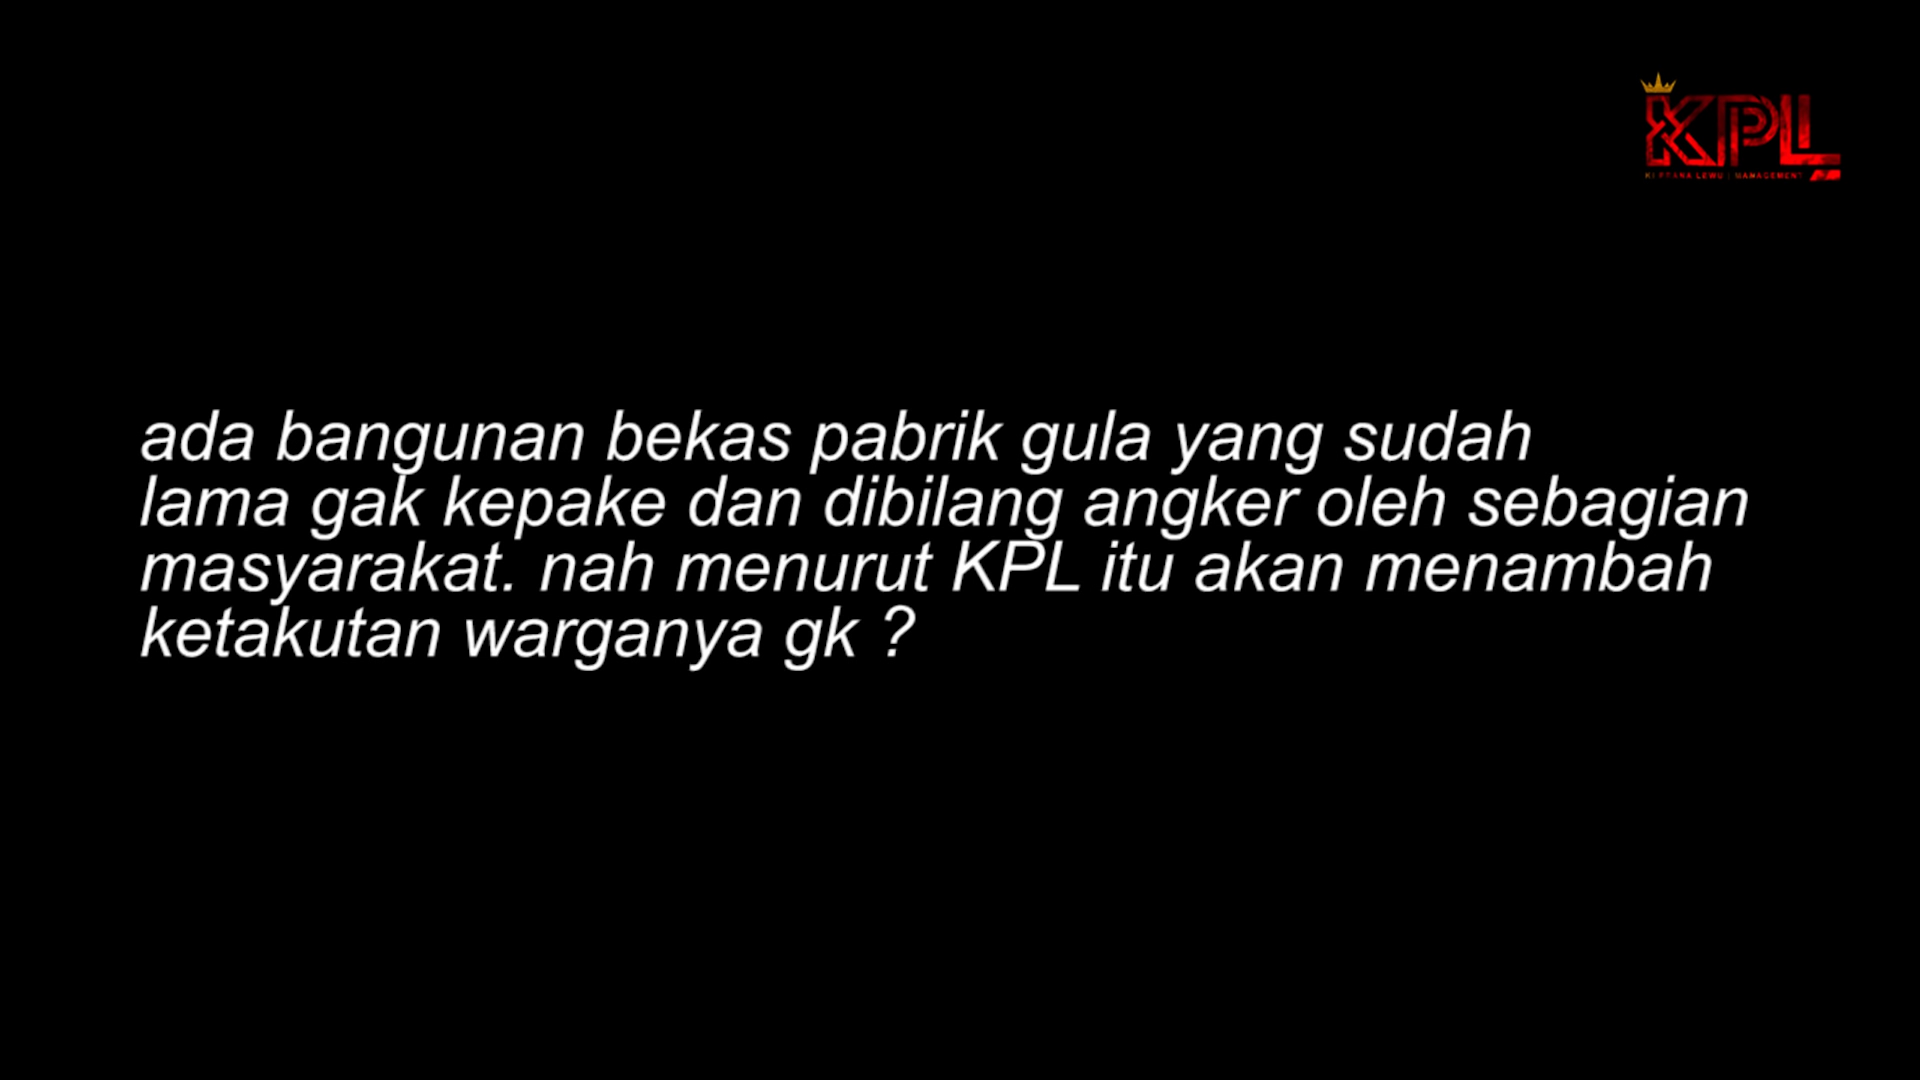 KPL
MANAGEMENT
ada bangunan bekas pabrik gula yang sudah
lama gak kepake dan dibilang angker oleh sebagian
masyarakat. nah menurut KPL itu akan menambah
ketakutan warganya gk ?